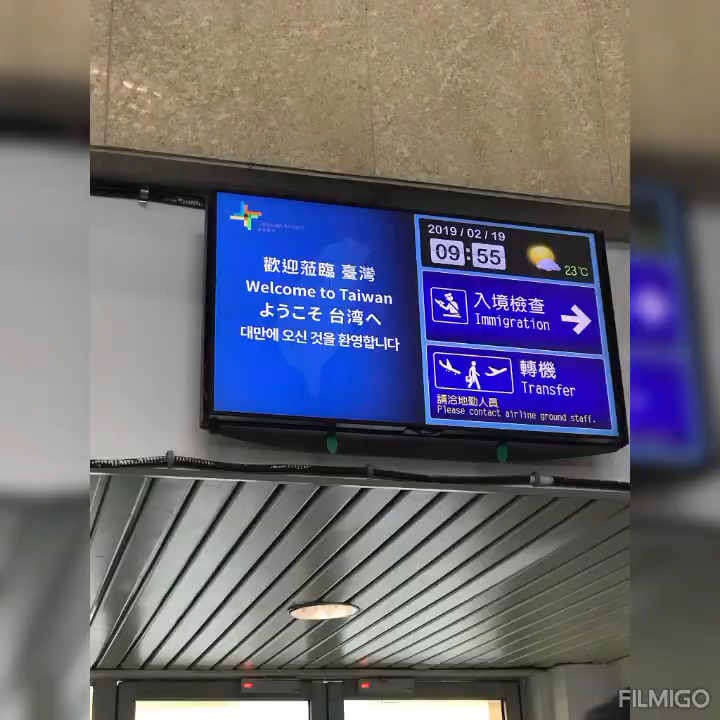 Taoyuan Airport
歡迎蒞臨 臺灣
Welcome to Taiwan
ようこそ 台湾へ
대만에 오신 것을 환영합니다
2019/02/19
09:55
23℃
入境檢查
Immigration
轉機
Transfer
請洽地勤人員
Please contact airline ground staff.
FILMIGO